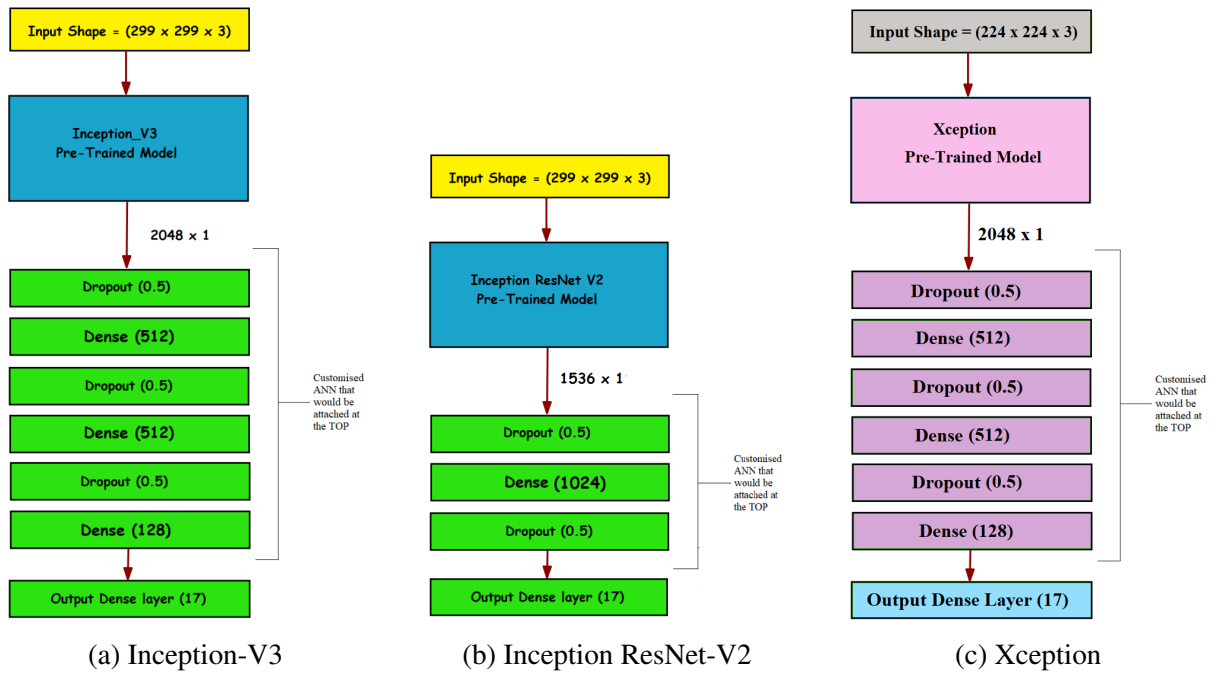 Input Shape = (299 x 299 x 3)
Inception_V3
Pre-Trained Model
2048 x 1
Dropout (0.5)
Dense (512)
Dropout (0.5)
Dense (512)
Dropout (0.5)
Dense (128)
Output Dense layer (17)
Customised
ANN that
would be
attached at
the TOP
(a) Inception-V3
Input Shape = (299 x 299 x 3)
Inception ResNet V2
Pre-Trained Model
1536 x 1
Dropout (0.5)
Dense (1024)
Dropout (0.5)
Output Dense layer (17)
Customised
ANN that
would be
attached at
the TOP
(b) Inception ResNet-V2
Input Shape = (224 x 224 x 3)
Xception
Pre-Trained Model
2048 x 1
Dropout (0.5)
Dense (512)
Dropout (0.5)
Dense (512)
Dropout (0.5)
Dense (128)
Output Dense Layer (17)
Customised
ANN that
would be
attached at
the TOP
(c) Xception